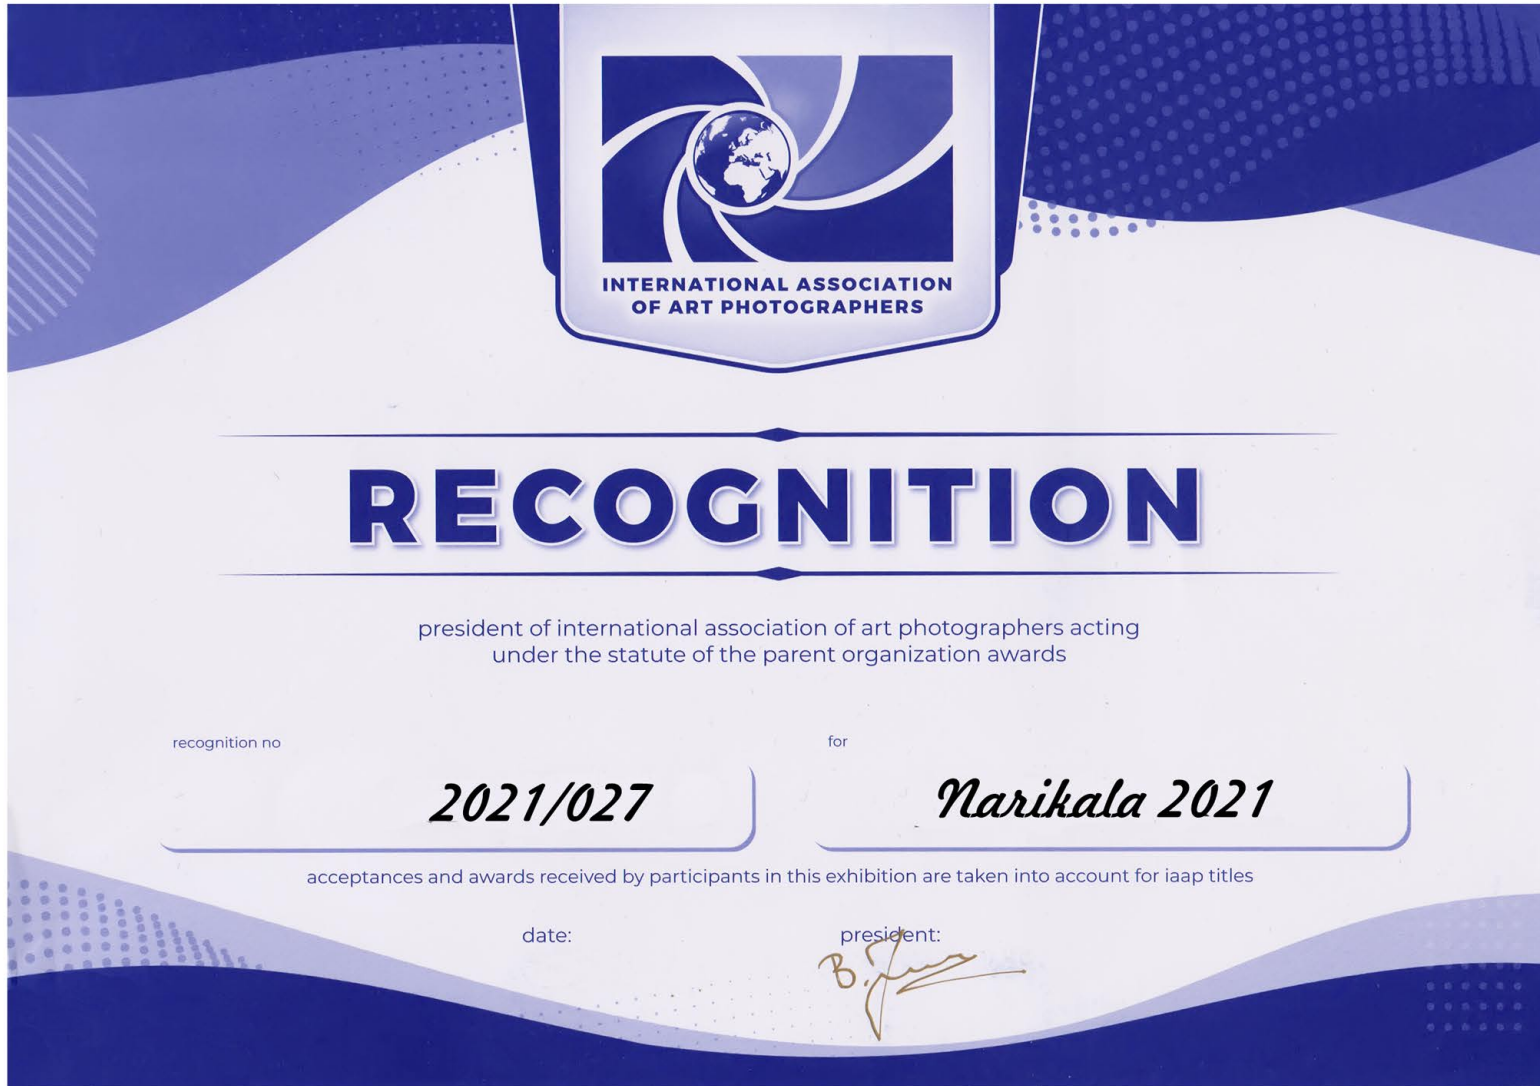 INTERNATIONAL ASSOCIATION
OF ART PHOTOGRAPHERS
RECOGNITION
president of international association of art photographers acting
under the statute of the parent organization awards
recognition no
2021/027
for
Narikala 2021
acceptances and awards received by participants in this exhibition are taken into account for iaap titles
date:
president: